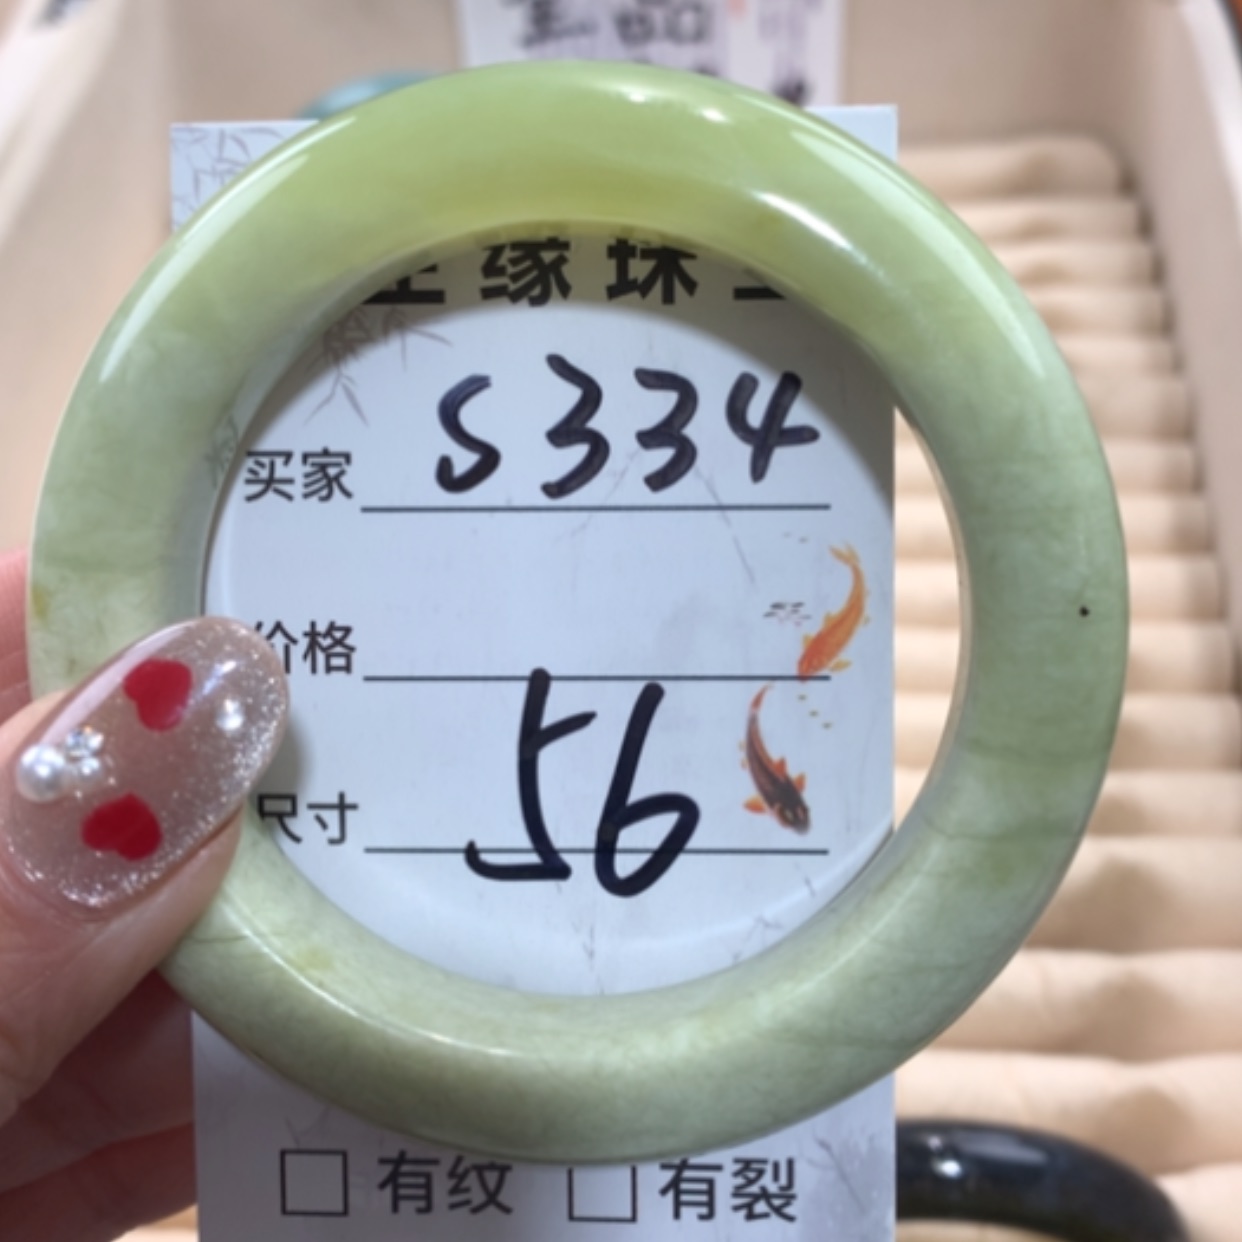 缘珠
买家 S334
价格
尺寸 56
有纹 有裂